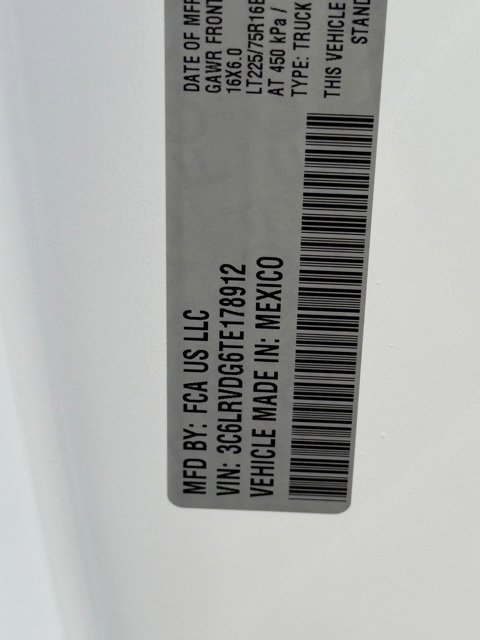 MFD BY: FCA US LLC
DATE OF MFR
VIN: 3C6LRVDG6TE178912
GAWR FRONT
VEHICLE MADE IN: MEXICO
16X6.0
LT225/75R16E
AT 450 kPa /
TYPE: TRUCK
THIS VEHICLE
STAND